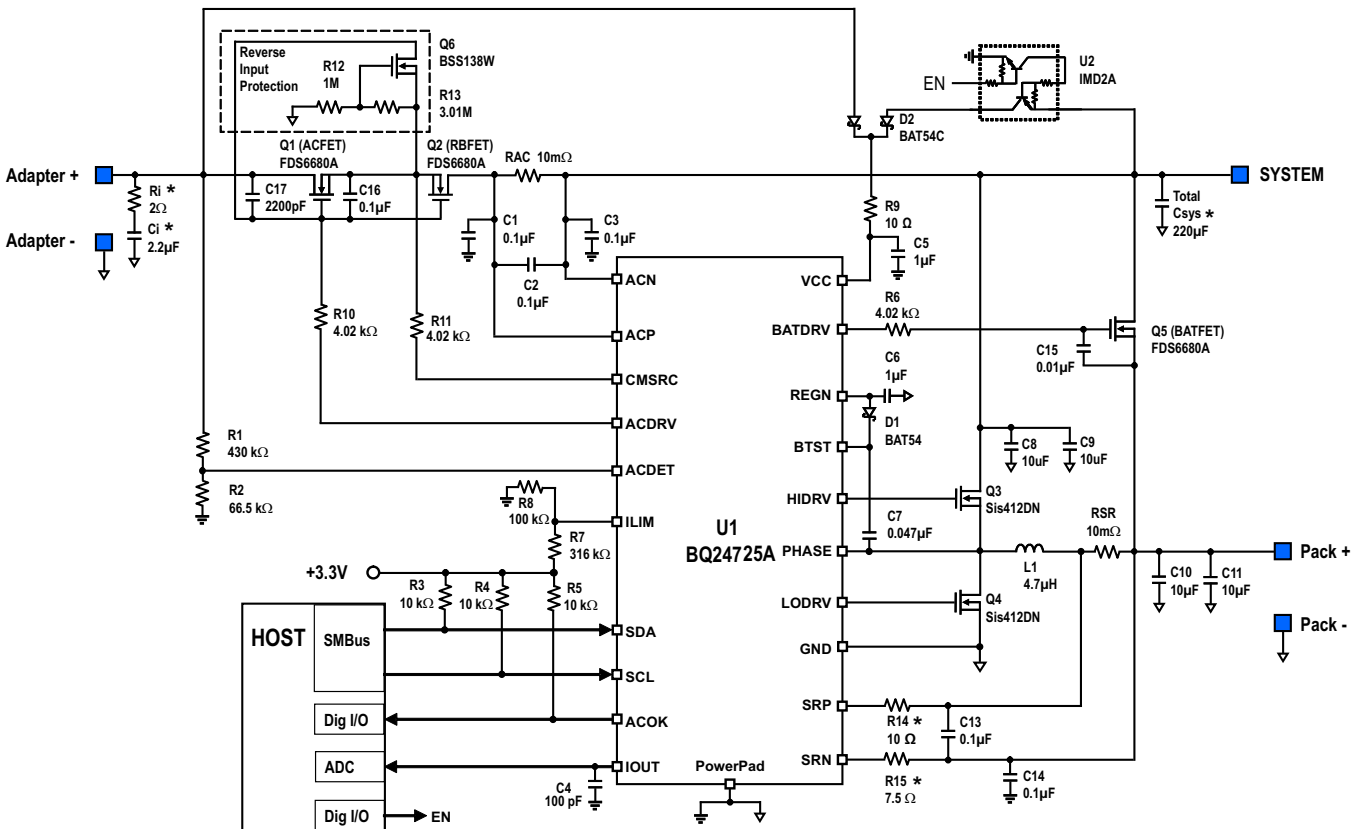 Reverse
Input
Protection
R12
1M
Q6
BSS138W
R13
3.01M
U2
IMD2A
EN
D2
BAT54C
Q1 (ACFET)
FDS6680A
Q2 (RBFET)
FDS6680A
RAC 10mΩ
Adapter +
Ri *
2Ω
Ci *
2.2µF
Adapter -
C17
2200pF
C16
0.1µF
C1
0.1µF
C3
0.1µF
C2
0.1µF
R9
10 Ω
C5
1µF
SYSTEM
Total
Csys *
220µF
R10
4.02 kΩ
R11
4.02 kΩ
ACN
ACP
CMSRC
ACDRV
ACDET
ILIM
SDA
SCL
ACOK
IOUT
VCC
BATDRV
REGN
BTST
HIDRV
PHASE
LODRV
GND
SRP
SRN
U1
BQ24725A
PowerPad
R6
4.02 kΩ
C15
0.01µF
Q5 (BATFET)
FDS6680A
C6
1µF
D1
BAT54
C8
10uF
C9
10uF
Q3
Sis412DN
C7
0.047µF
RSR
10mΩ
L1
4.7µH
Q4
Sis412DN
Pack +
C10
10µF
C11
10µF
Pack -
R1
430 kΩ
R2
66.5 kΩ
R8
100 kΩ
R7
316 kΩ
+3.3V
R3
10 kΩ
R4
10 kΩ
R5
10 kΩ
HOST
SMBus
Dig I/O
ADC
Dig I/O
EN
C4
100 pF
R14 *
10 Ω
C13
0.1µF
R15 *
7.5 Ω
C14
0.1µF